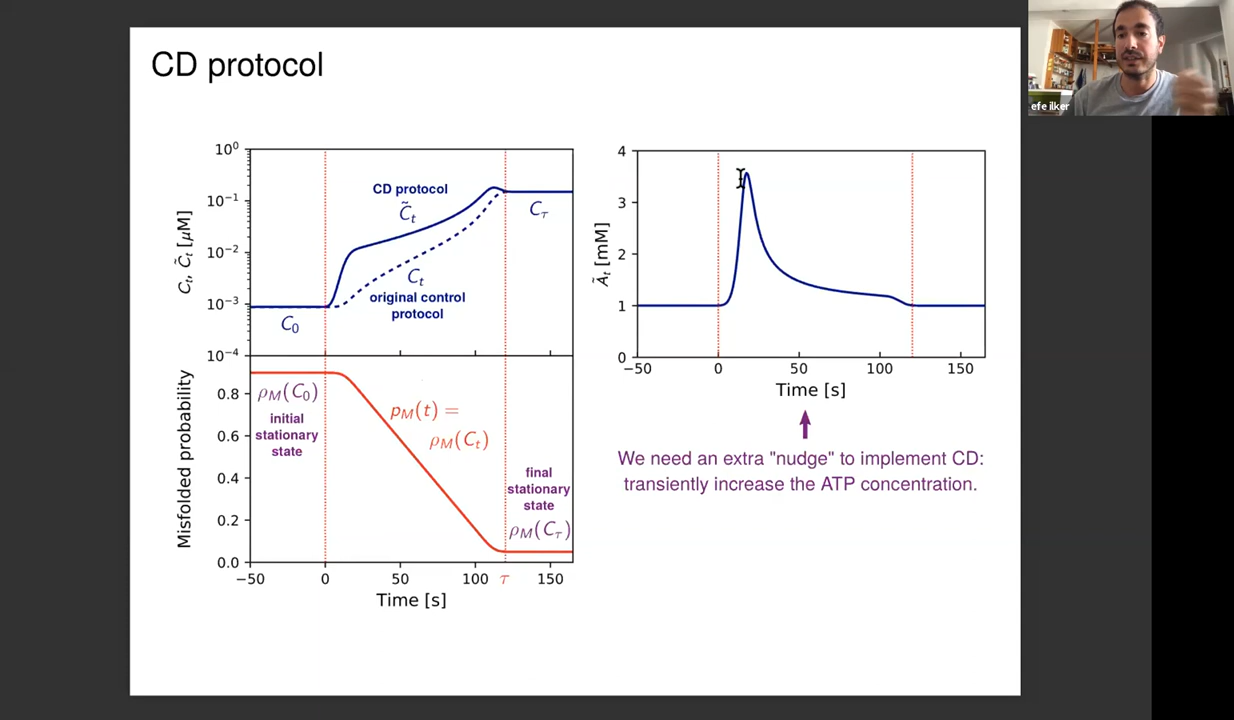 CD protocol
efe ilker
10⁰
10⁻¹
10⁻²
10⁻³
10⁻⁴
Cₜ, C̃ₜ [μM]
CD protocol
C̃ₜ
Cτ
Cₜ
original control
protocol
C₀
Misfolded probability
0.8
0.6
0.4
0.2
0.0
ρM(C₀)
initial
stationary
state
pM(t) =
ρM(Cₜ)
final
stationary
state
ρM(Cτ)
−50 0 50 100 τ 150
Time [s]
Ãₜ [mM]
4
3
2
1
0
−50 0 50 100 150
Time [s]
We need an extra "nudge" to implement CD:
transiently increase the ATP concentration.